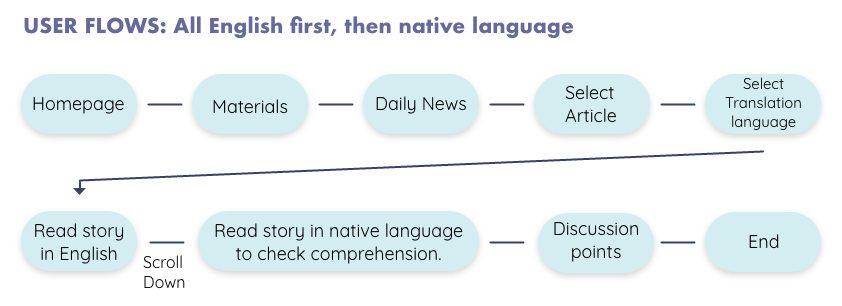 USER FLOWS: All English first, then native language
Homepage
Materials
Daily News
Select
Article
Select
Translation
language
Read story
in English
Scroll
Down
Read story in native language
to check comprehension.
Discussion
points
End